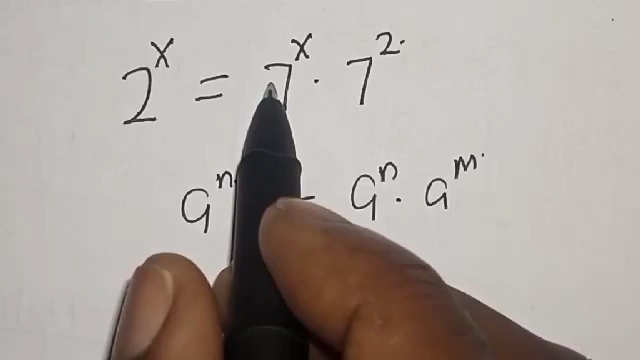 2^x = 7^x · 7^2.
a^n = a^n · a^m.